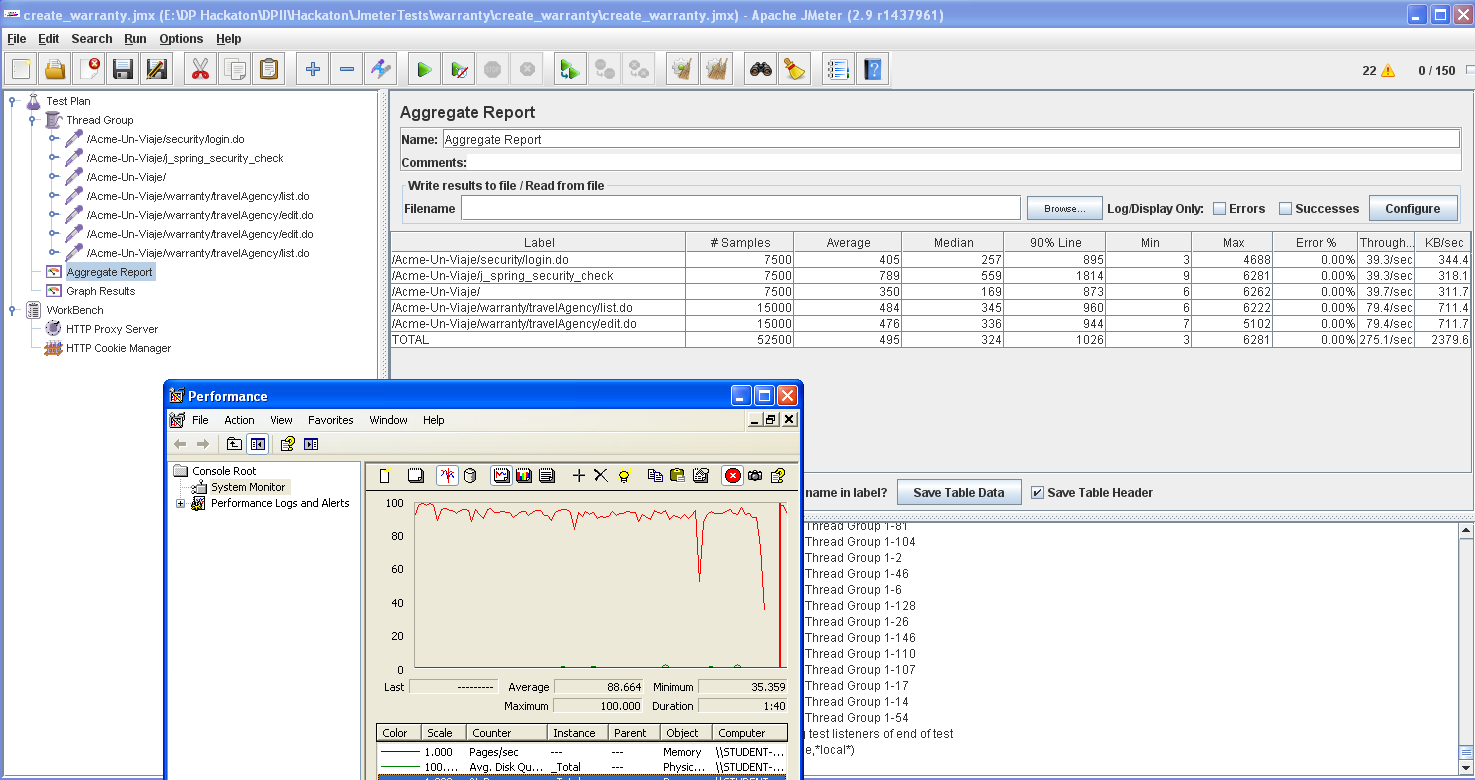 create_warranty.jmx (E:\DP Hackaton\DPII\Hackaton\JmeterTests\warranty\create_warranty\create_warranty.jmx) - Apache JMeter (2.9 r1437961)
File Edit Search Run Options Help
22 0 / 150
Test Plan
Thread Group
/Acme-Un-Viaje/security/login.do
/Acme-Un-Viaje/j_spring_security_check
/Acme-Un-Viaje/
/Acme-Un-Viaje/warranty/travelAgency/list.do
/Acme-Un-Viaje/warranty/travelAgency/edit.do
/Acme-Un-Viaje/warranty/travelAgency/edit.do
/Acme-Un-Viaje/warranty/travelAgency/list.do
Aggregate Report
Graph Results
WorkBench
HTTP Proxy Server
HTTP Cookie Manager
Aggregate Report
Name: Aggregate Report
Comments:
Write results to file / Read from file
Filename Browse... Log/Display Only: Errors Successes Configure
Label # Samples Average Median 90% Line Min Max Error % Through... KB/sec
/Acme-Un-Viaje/security/login.do 7500 405 257 895 3 4688 0.00% 39.3/sec 344.4
/Acme-Un-Viaje/j_spring_security_check 7500 789 559 1814 9 6281 0.00% 39.3/sec 318.1
/Acme-Un-Viaje/ 7500 350 169 873 6 6262 0.00% 39.7/sec 311.7
/Acme-Un-Viaje/warranty/travelAgency/list.do 15000 484 345 960 6 6222 0.00% 79.4/sec 711.4
/Acme-Un-Viaje/warranty/travelAgency/edit.do 15000 476 336 944 7 5102 0.00% 79.4/sec 711.7
TOTAL 52500 495 324 1026 3 6281 0.00% 275.1/sec 2379.6
name in label? Save Table Data Save Table Header
Thread Group 1-81
Thread Group 1-104
Thread Group 1-2
Thread Group 1-46
Thread Group 1-6
Thread Group 1-128
Thread Group 1-26
Thread Group 1-146
Thread Group 1-110
Thread Group 1-107
Thread Group 1-17
Thread Group 1-14
Thread Group 1-54
test listeners of end of test
e,*local*)
Performance
File Action View Favorites Window Help
Console Root
System Monitor
Performance Logs and Alerts
100
80
60
40
20
0
Last --------- Average 88.664 Minimum 35.359
Maximum 100.000 Duration 1:40
Color Scale Counter Instance Parent Object Computer
1.000 Pages/sec --- --- Memory \\STUDENT-...
100.... Avg. Disk Qu... _Total --- Physic... \\STUDENT-...